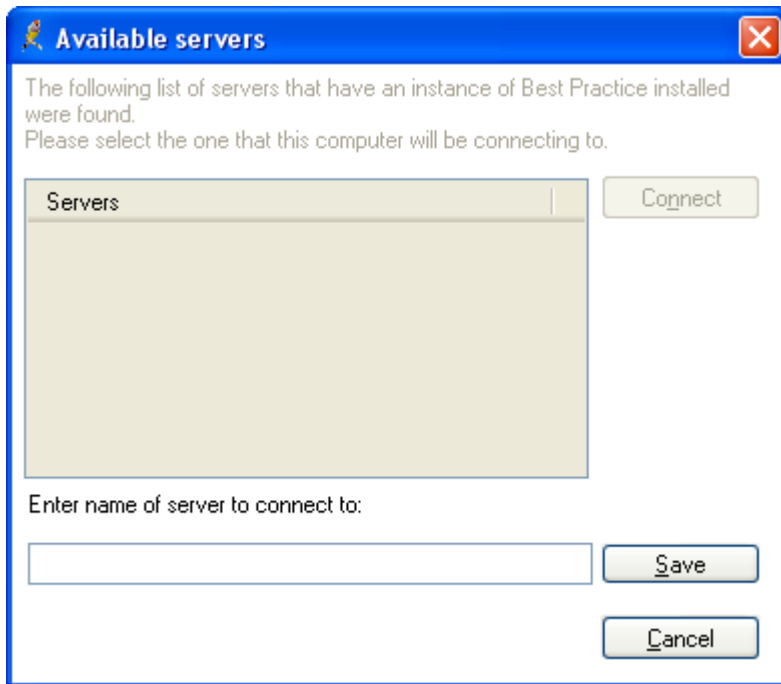 Available servers
The following list of servers that have an instance of Best Practice installed
were found.
Please select the one that this computer will be connecting to.
Servers
Connect
Enter name of server to connect to:
Save
Cancel